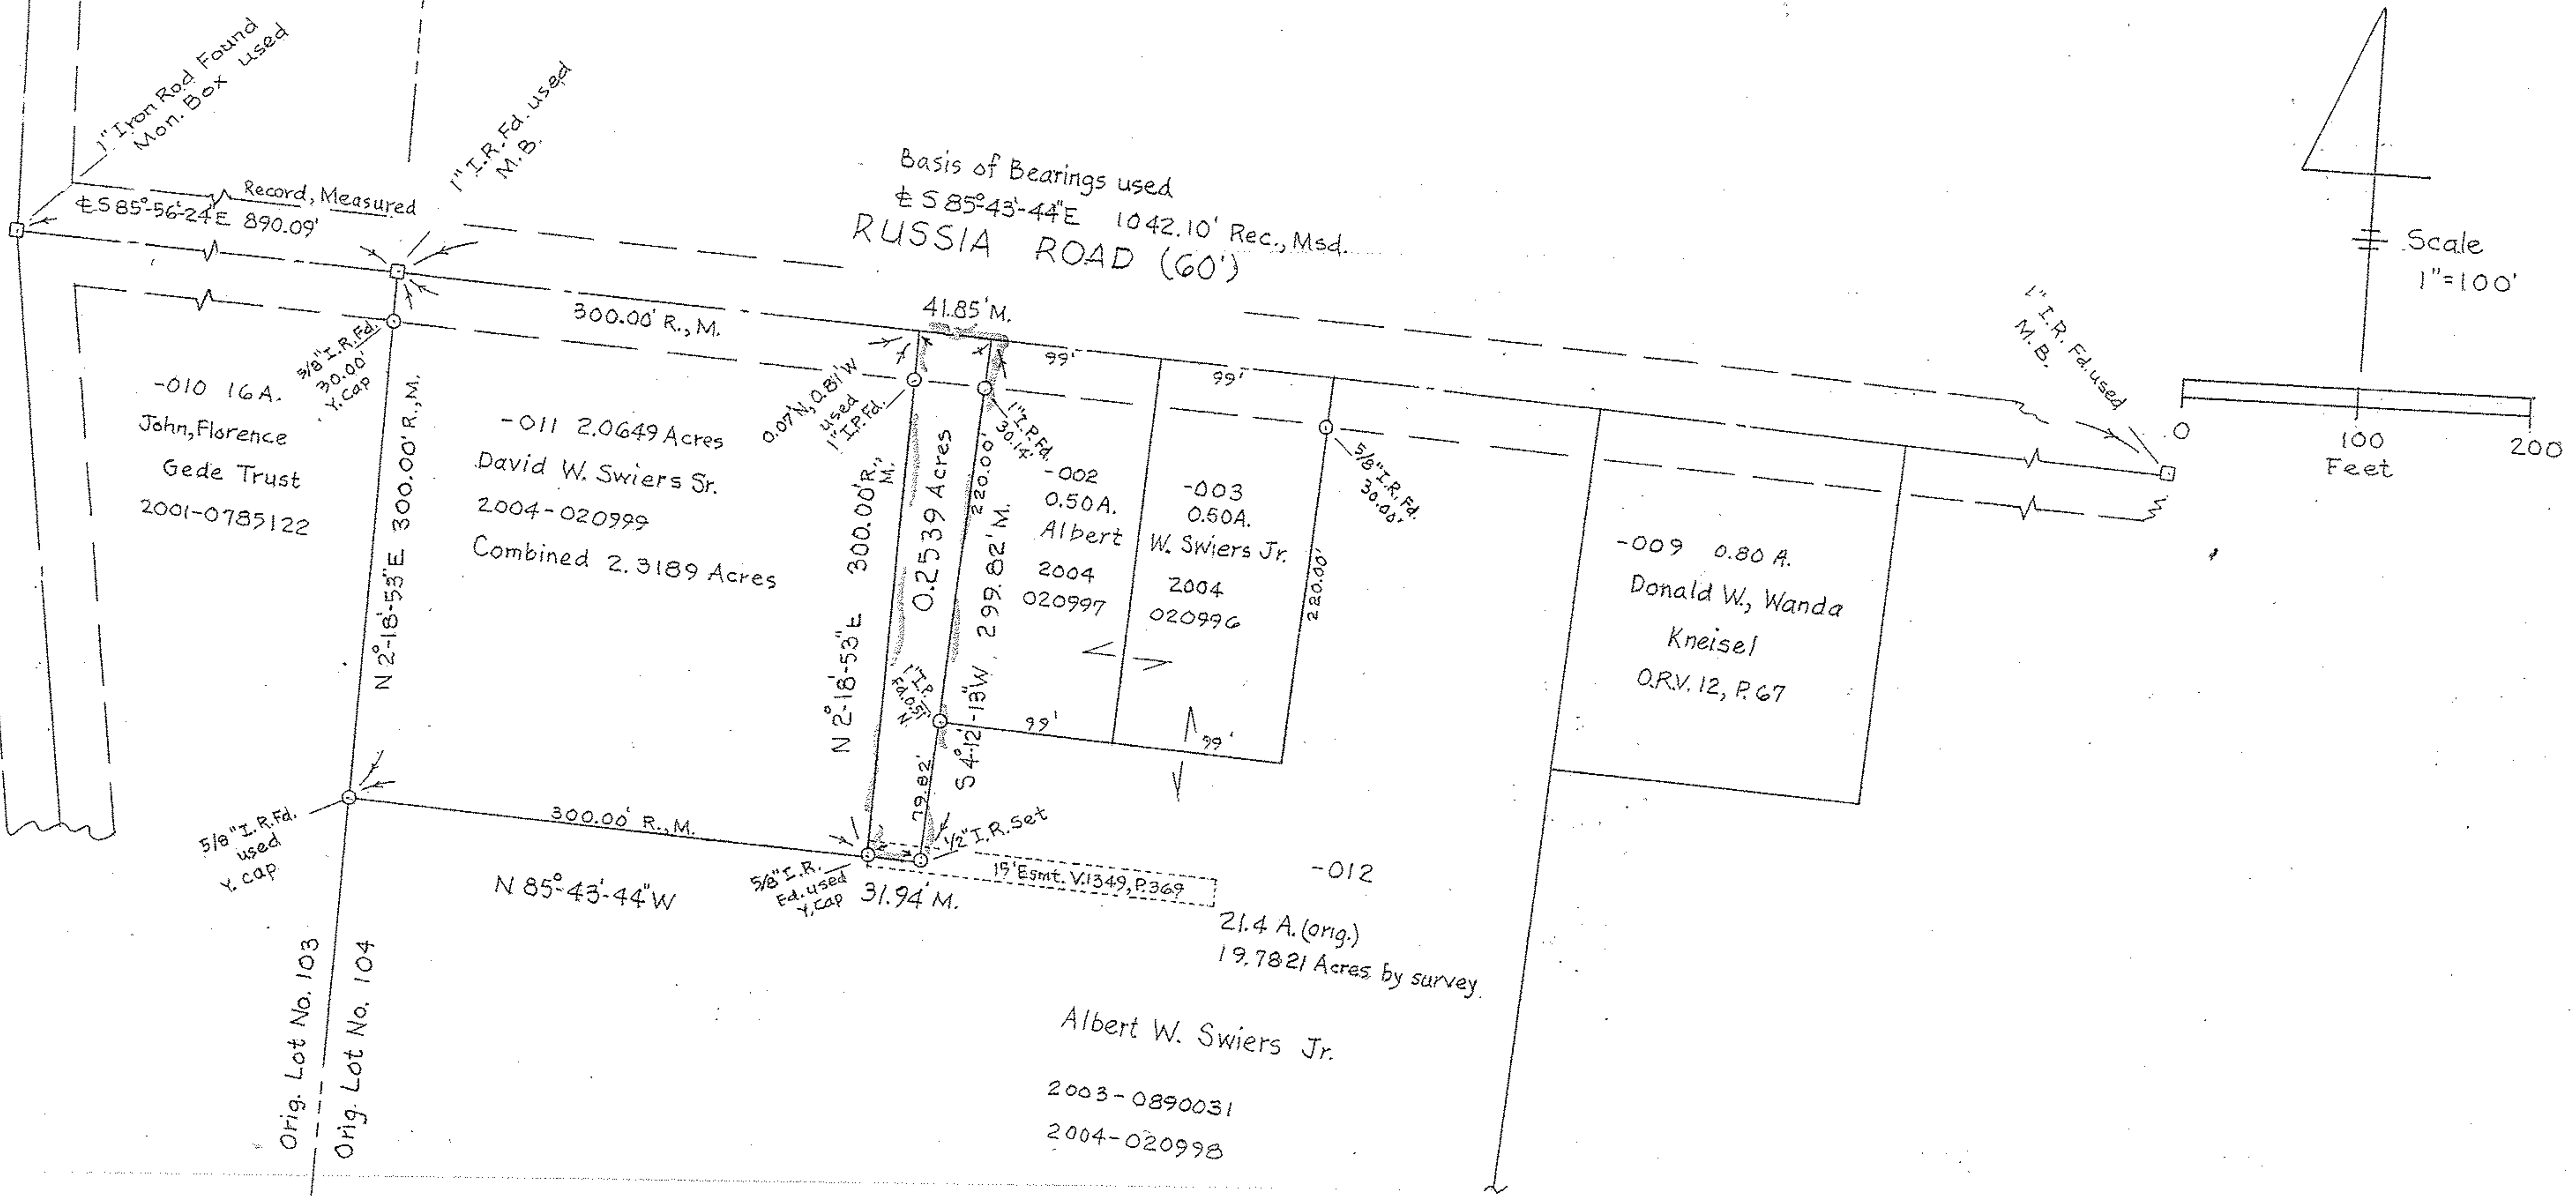 1" Iron Rod Found
Mon. Box used
1" I.R. Fd. used
M.B.
Record, Measured
℄ S 85°-56'-24" E 890.09'
Basis of Bearings used
℄ S 85°-43'-44" E 1042.10' Rec., Msd.
RUSSIA ROAD (60')
Scale
1"=100'
0
100
200
Feet
1" I.R. Fd. used
M.B.
300.00' R., M.
41.85' M.
99'
99'
5/8" I.R. Fd.
30.00'
Y. Cap
0.07' N, 0.81' W
used
1" I.P. Fd.
1" I.P. Fd.
30.14'
5/8" I.R. Fd.
30.00'
-010 16 A.
John, Florence
Gede Trust
2001-0785122
N 2°-18'-53" E 300.00' R., M.
-011 2.0649 Acres
David W. Swiers Sr.
2004-020999
Combined 2.3189 Acres
N 2°-18'-53" E 300.00' R.,
M.
0.2539 Acres
220.00'
S 4°-12'-13" W 299.82' M.
79.82'
1" I.P.
Fd. 0.51'
N.
-002
0.50 A.
Albert
2004
020997
-003
0.50 A.
W. Swiers Jr.
2004
020996
220.00'
99'
99'
-009 0.80 A.
Donald W., Wanda
Kneisel
O.R.V. 12, P. 67
5/8" I.R. Fd.
used
Y. Cap
300.00' R., M.
N 85°-43'-44" W
5/8" I.R.
Fd. used
Y. Cap
31.94' M.
1/2" I.R. Set
15' Esmt. V.1349, P.369
-012
21.4 A. (orig.)
19.7821 Acres by survey
Albert W. Swiers Jr.
2003-0890031
2004-020998
Orig. Lot No. 103
Orig. Lot No. 104